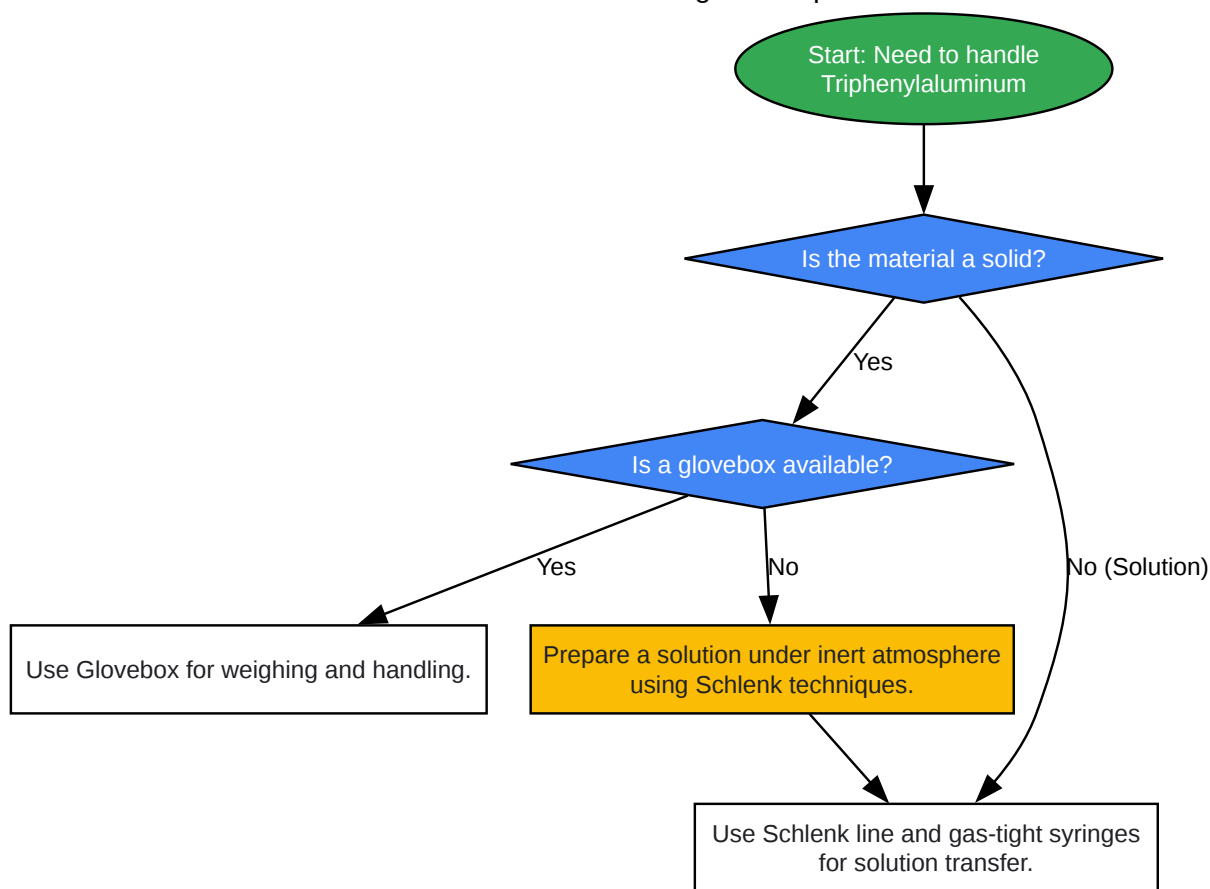 Start: Need to handle
Triphenylaluminum
Is the material a solid?
Yes
Is a glovebox available?
Yes
No
No (Solution)
Use Glovebox for weighing and handling.
Prepare a solution under inert atmosphere
using Schlenk techniques.
Use Schlenk line and gas-tight syringes
for solution transfer.